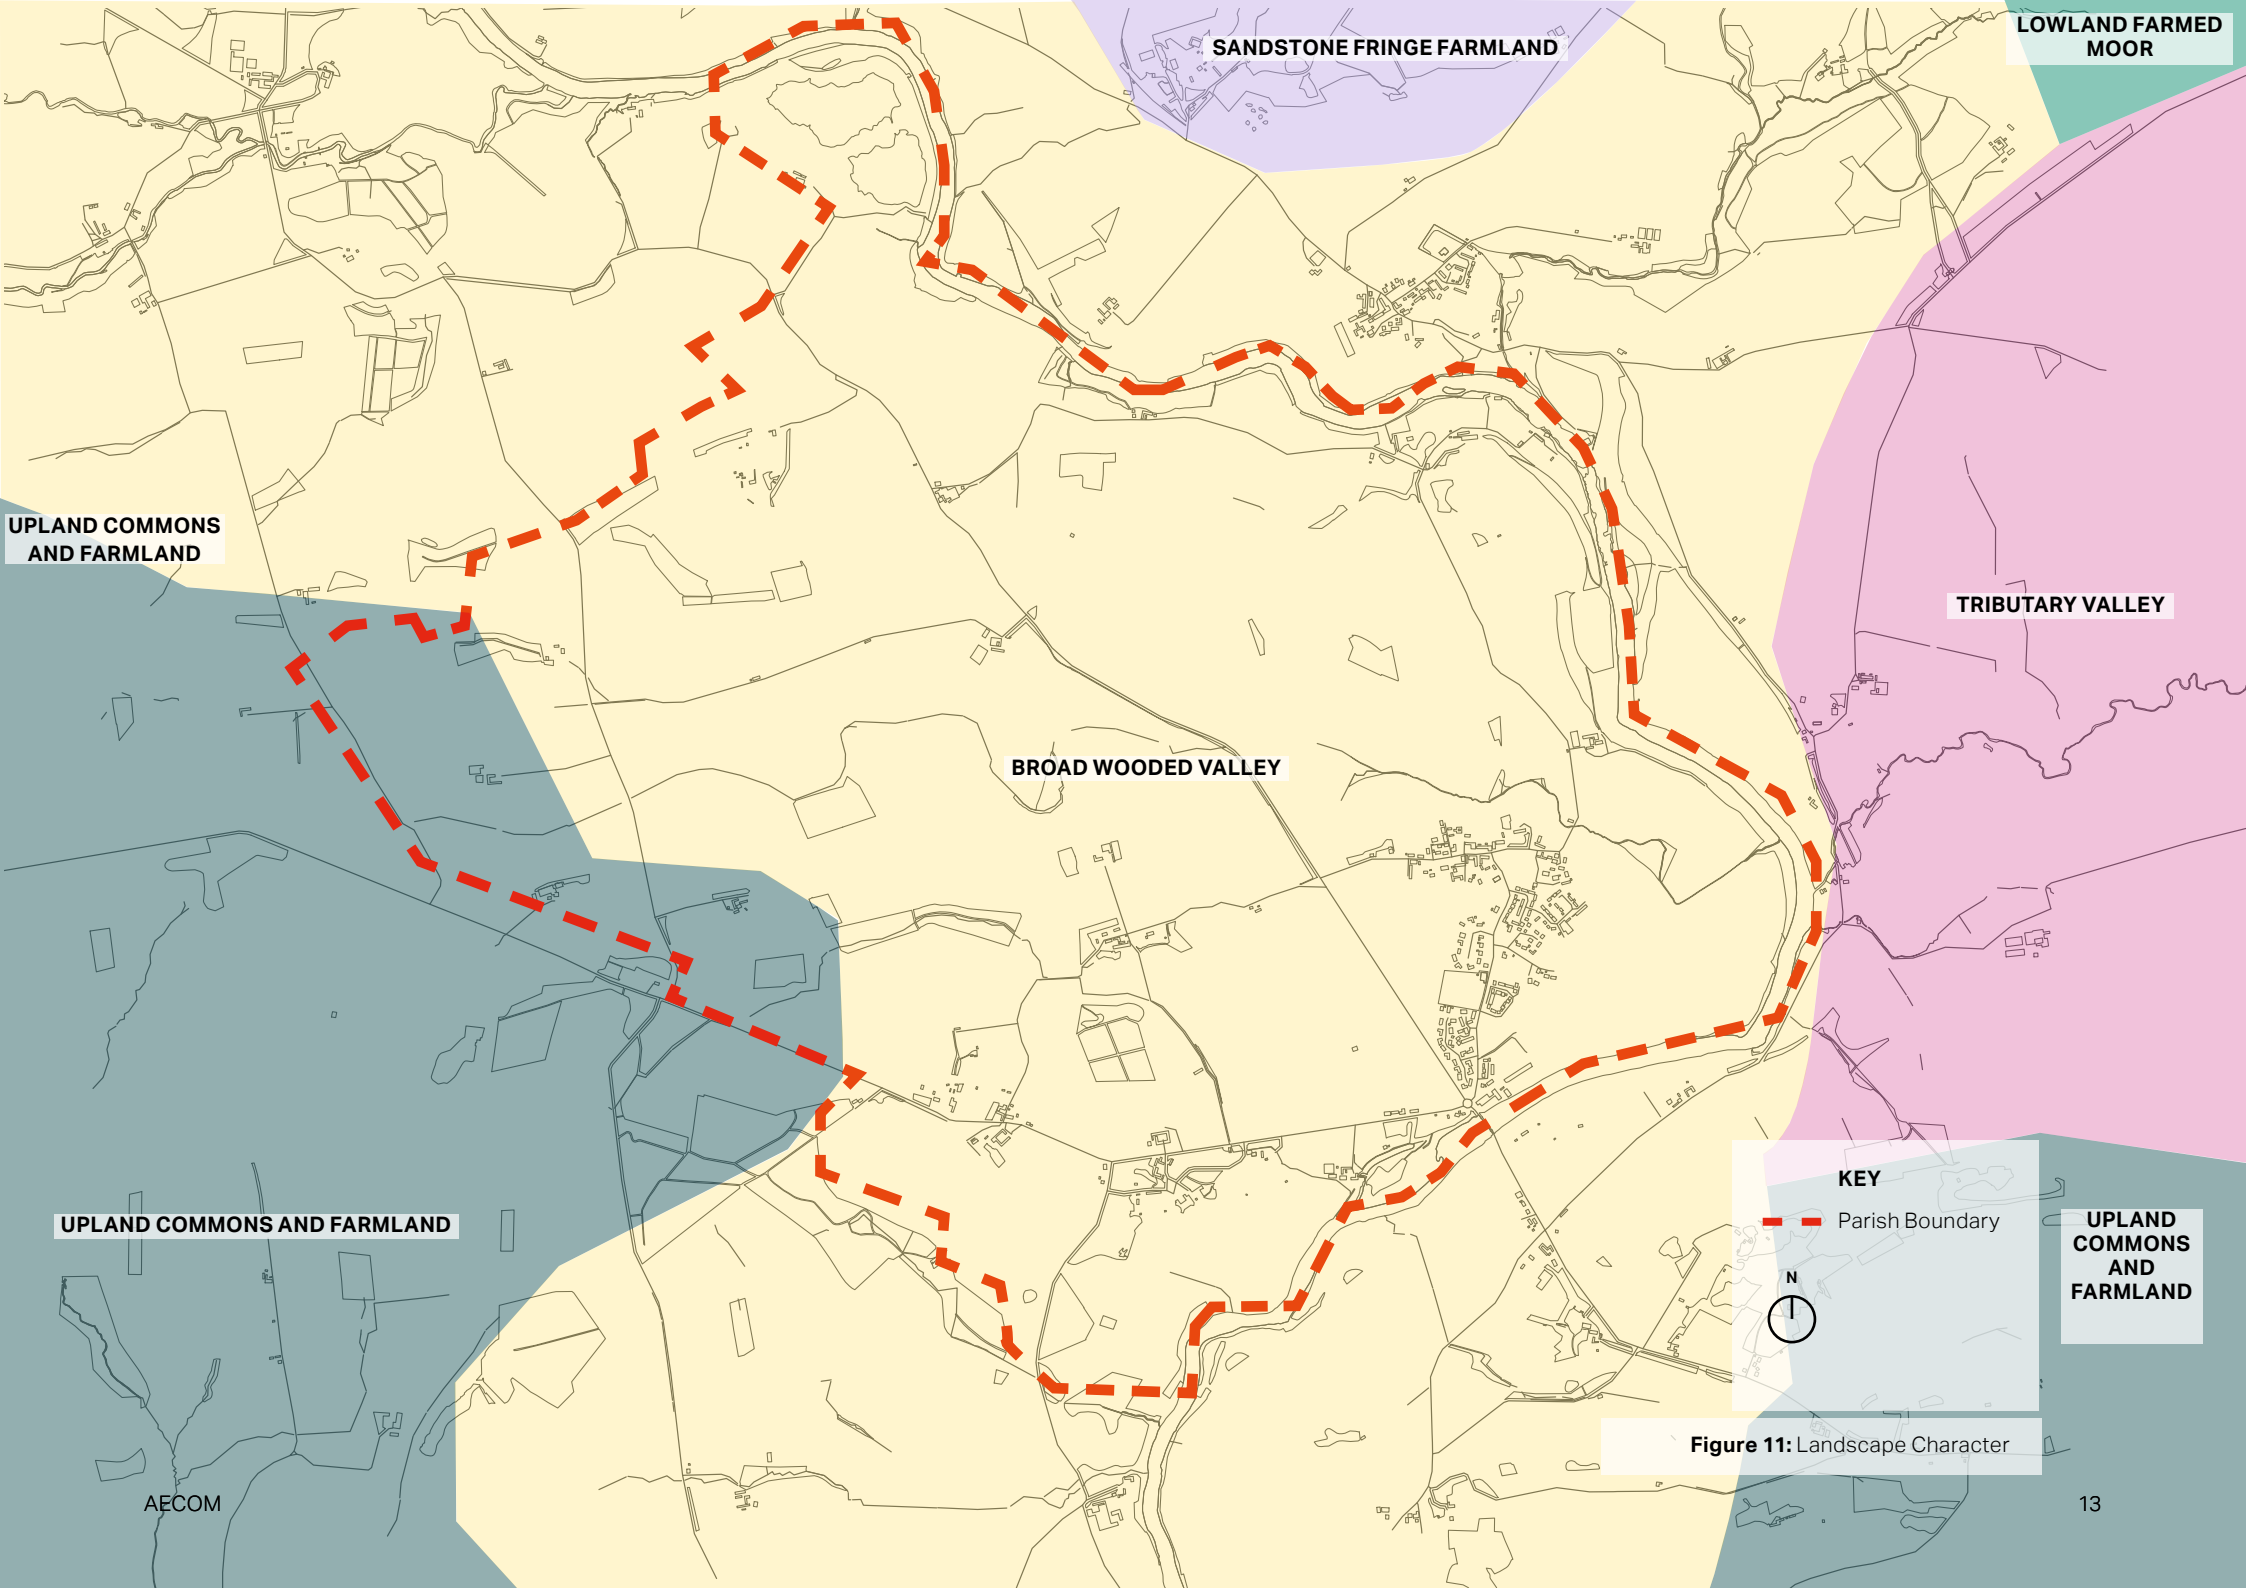 SANDSTONE FRINGE FARMLAND
LOWLAND FARMED
MOOR
UPLAND COMMONS
AND FARMLAND
TRIBUTARY VALLEY
BROAD WOODED VALLEY
UPLAND COMMONS AND FARMLAND
KEY
Parish Boundary
N
UPLAND
COMMONS
AND
FARMLAND
Figure 11: Landscape Character
AECOM
13